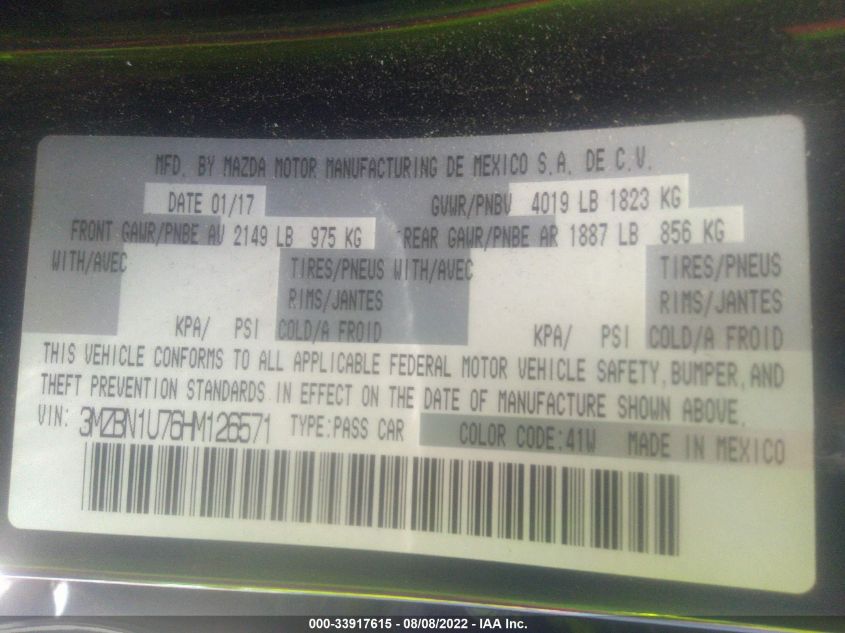 MFD. BY MAZDA MOTOR MANUFACTURING DE MEXICO S.A. DE C.V.
DATE 01/17 GVWR/PNBV 4019 LB 1823 KG
FRONT GAWR/PNBE AV 2149 LB 975 KG REAR GAWR/PNBE AR 1887 LB 856 KG
WITH/AVEC TIRES/PNEUS WITH/AVEC TIRES/PNEUS
RIMS/JANTES RIMS/JANTES
KPA/ PSI COLD/A FROID KPA/ PSI COLD/A FROID
THIS VEHICLE CONFORMS TO ALL APPLICABLE FEDERAL MOTOR VEHICLE SAFETY, BUMPER, AND
THEFT PREVENTION STANDARDS IN EFFECT ON THE DATE OF MANUFACTURE SHOWN ABOVE.
VIN: 3MZBN1U76HM126571 TYPE:PASS CAR COLOR CODE:41W MADE IN MEXICO
000-33917615 - 08/08/2022 - IAA Inc.